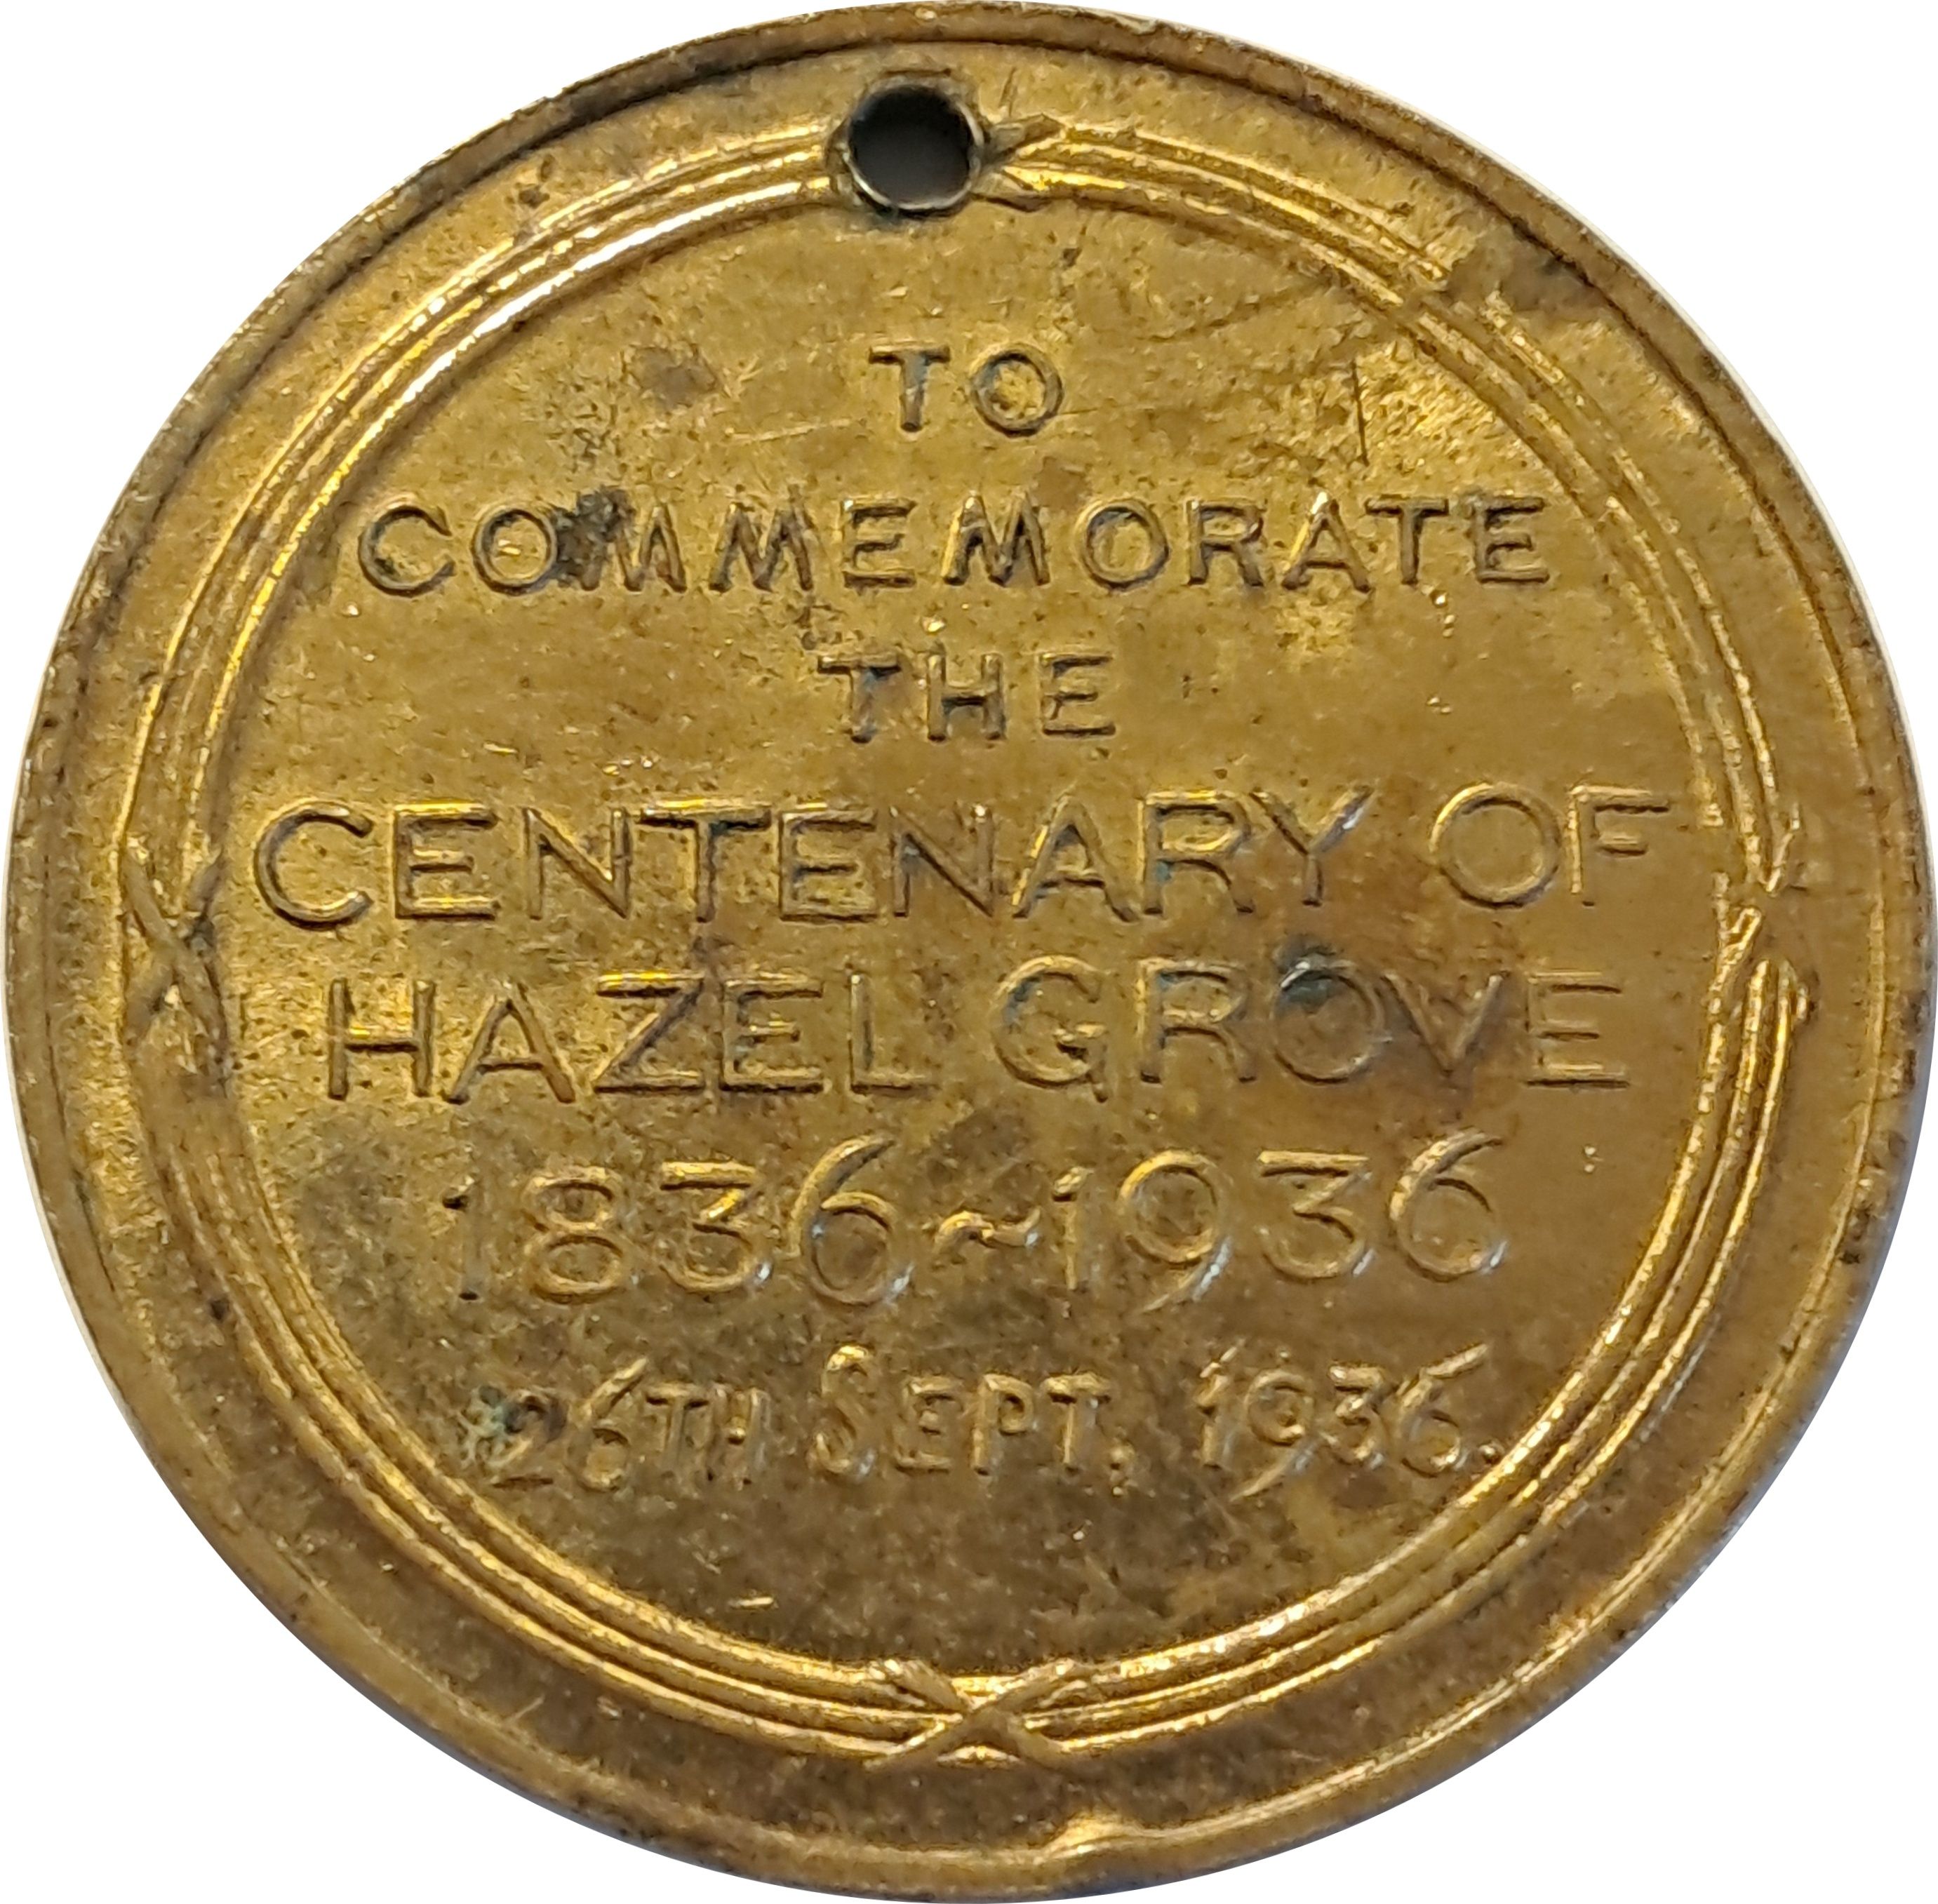 TO
COMMEMORATE
THE
CENTENARY OF
HAZEL GROVE
1836~1936
26TH SEPT, 1936.